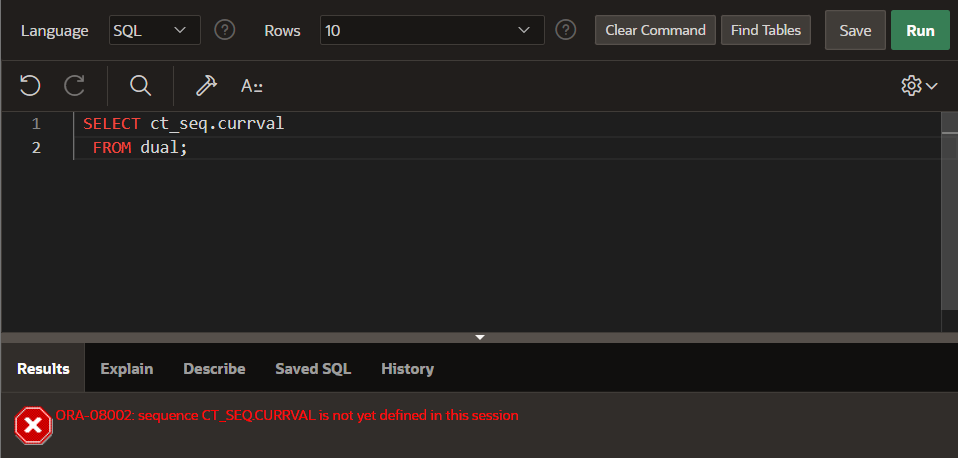 Language SQL ? Rows 10 ? Clear Command Find Tables Save Run
A::
1 SELECT ct_seq.currval
2 FROM dual;
Results Explain Describe Saved SQL History
ORA-08002: sequence CT_SEQ.CURRVAL is not yet defined in this session